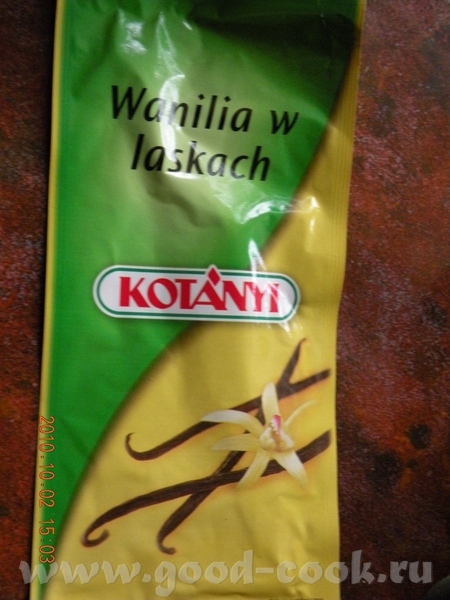 Wanilia w
laskach
KOTÁNYI
2010.10.02 15:03
www.good-cook.ru